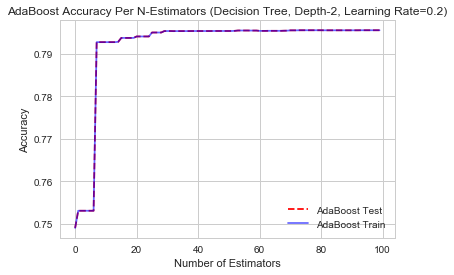 AdaBoost Accuracy Per N-Estimators (Decision Tree, Depth-2, Learning Rate=0.2)
Accuracy
0.79
0.78
0.77
0.76
0.75
AdaBoost Test
AdaBoost Train
0 20 40 60 80 100
Number of Estimators